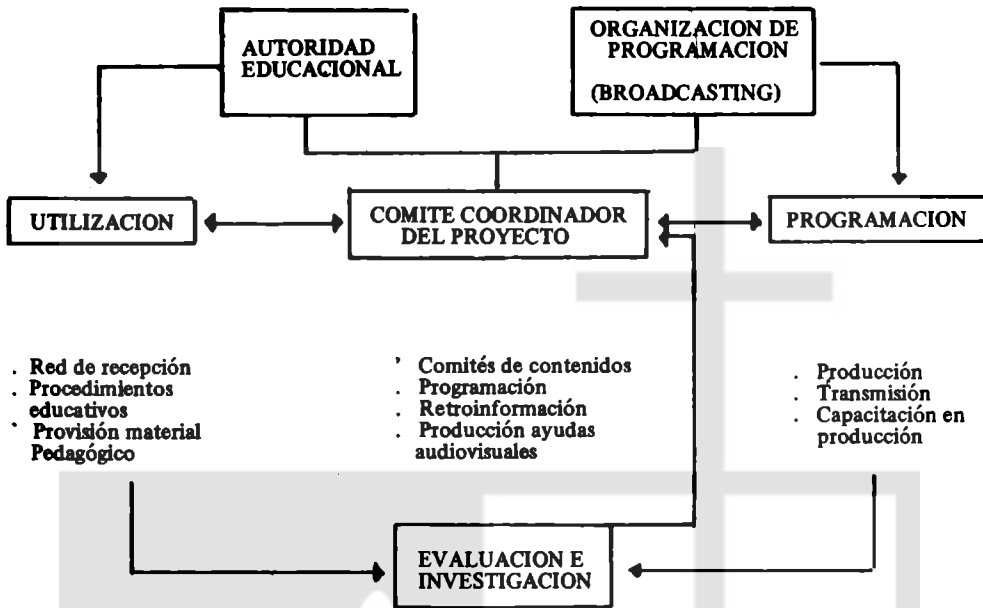 AUTORIDAD
EDUCACIONAL
ORGANIZACION DE
PROGRAMACION
(BROADCASTING)
UTILIZACION
COMITE COORDINADOR
DEL PROYECTO
PROGRAMACION
. Red de recepción
. Procedimientos
educativos
· Provisión material
Pedagógico
' Comités de contenidos
. Programación
. Retroinformación
. Producción ayudas
audiovisuales
. Producción
. Transmisión
. Capacitación en
producción
EVALUACION E
INVESTIGACION